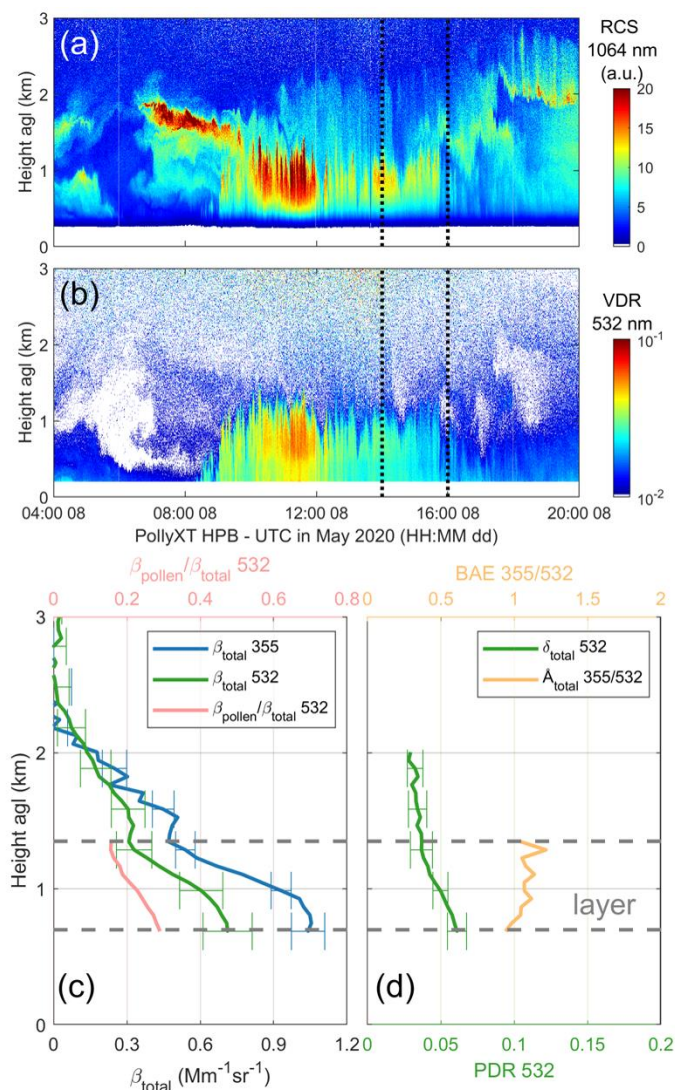 (a)
RCS
1064 nm
(a.u.)
3
2
1
0
Height agl (km)
20
15
10
5
0
(b)
VDR
532 nm
3
2
1
0
Height agl (km)
10⁻¹
10⁻²
04:00 08 08:00 08 12:00 08 16:00 08 20:00 08
PollyXT HPB - UTC in May 2020 (HH:MM dd)
βpollen/βtotal 532
0 0.2 0.4 0.6 0.8
BAE 355/532
0 0.5 1 1.5 2
3
2
1
0
Height agl (km)
βtotal 355
βtotal 532
βpollen/βtotal 532
δtotal 532
Åtotal 355/532
layer
(c)
(d)
0 0.3 0.6 0.9 1.2
βtotal (Mm⁻¹sr⁻¹)
0 0.05 0.1 0.15 0.2
PDR 532